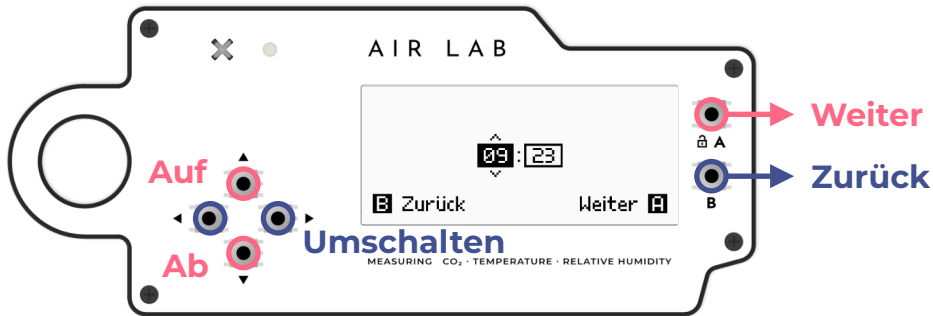 AIR LAB
Weiter
A
09:23
Auf
Zurück
B
B Zurück
Weiter A
Umschalten
Ab
MEASURING CO₂ · TEMPERATURE · RELATIVE HUMIDITY